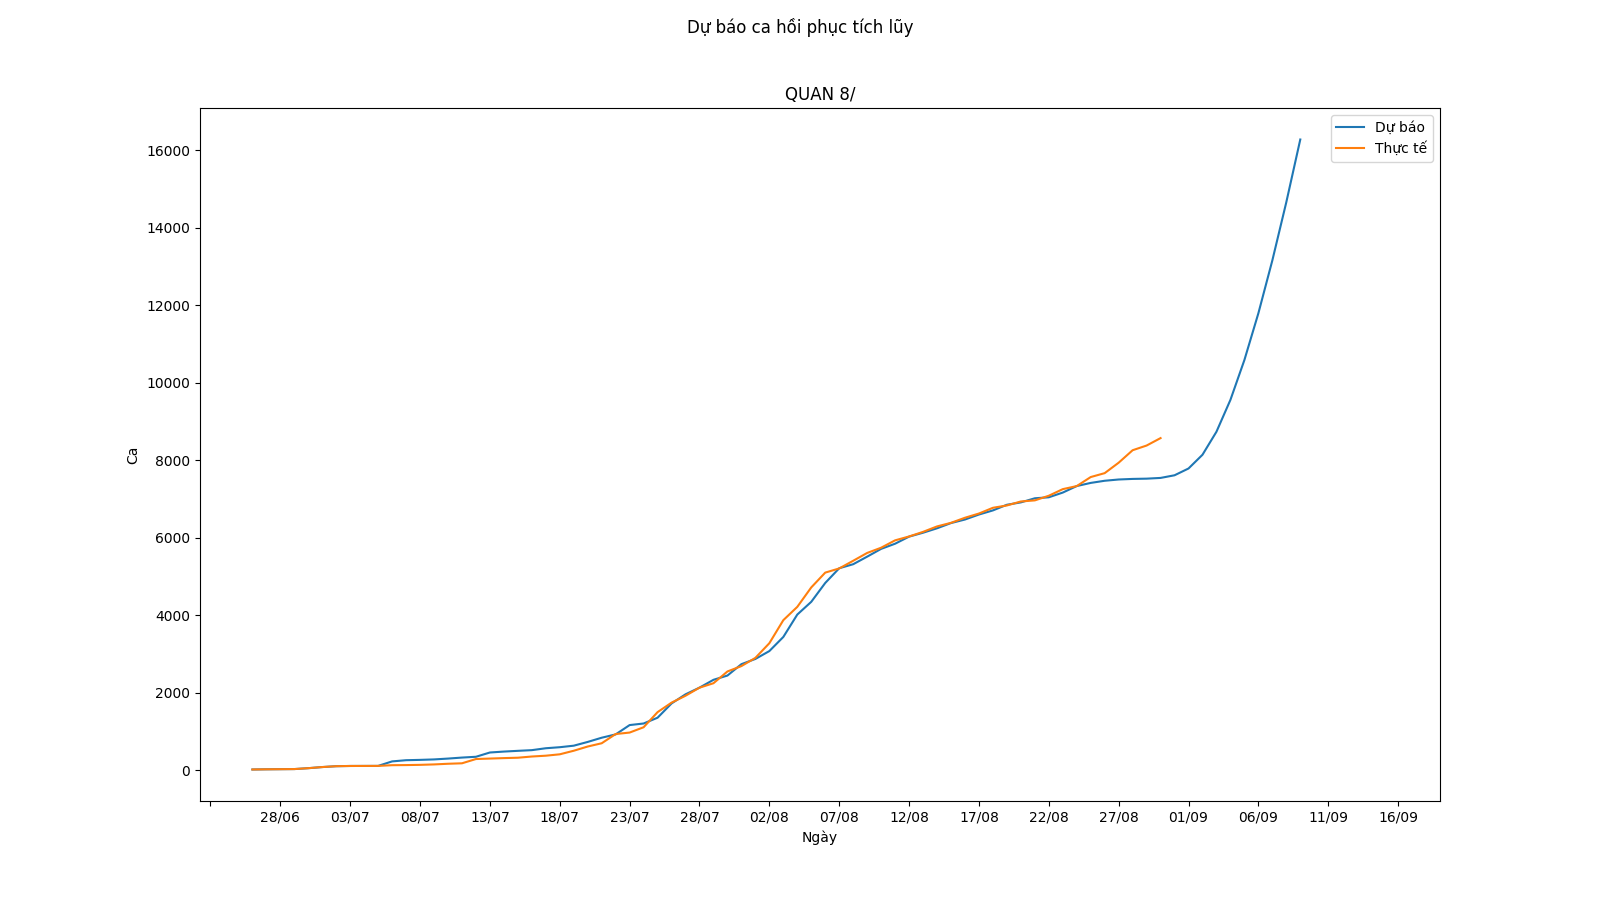 Dự báo ca hồi phục tích lũy
QUAN 8/
Dự báo
Thực tế
16000
14000
12000
10000
8000
6000
4000
2000
0
Ca
28/06 03/07 08/07 13/07 18/07 23/07 28/07 02/08 07/08 12/08 17/08 22/08 27/08 01/09 06/09 11/09 16/09
Ngày